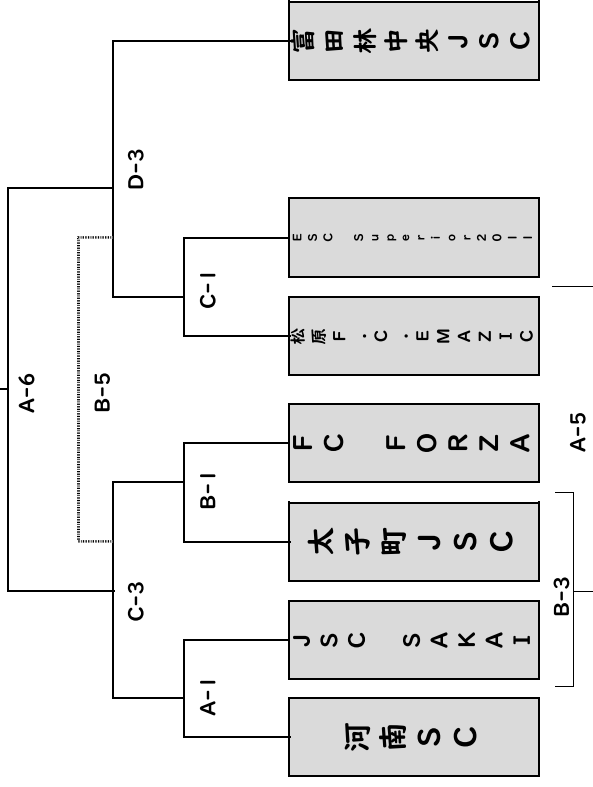 富田林中央JSC
D-3
ESC Superior2011
C-1
松原F・C・EMAZIC
A-6
B-5
FC FORZA
A-5
B-1
太子町JSC
C-3
B-3
JSC SAKAI
A-1
河南SC